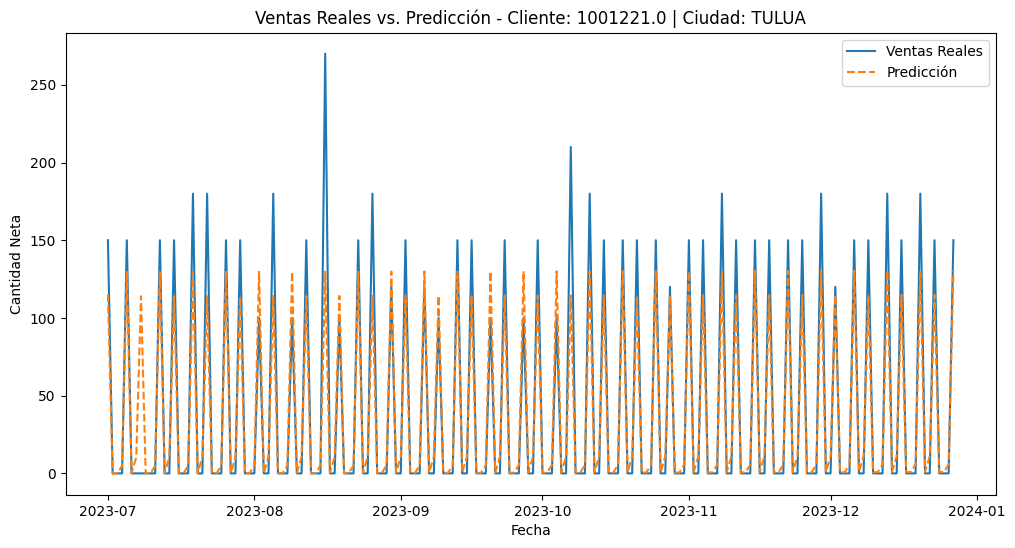 Ventas Reales vs. Predicción - Cliente: 1001221.0 | Ciudad: TULUA
Ventas Reales
Predicción
250
200
150
100
50
0
Cantidad Neta
2023-07 2023-08 2023-09 2023-10 2023-11 2023-12 2024-01
Fecha